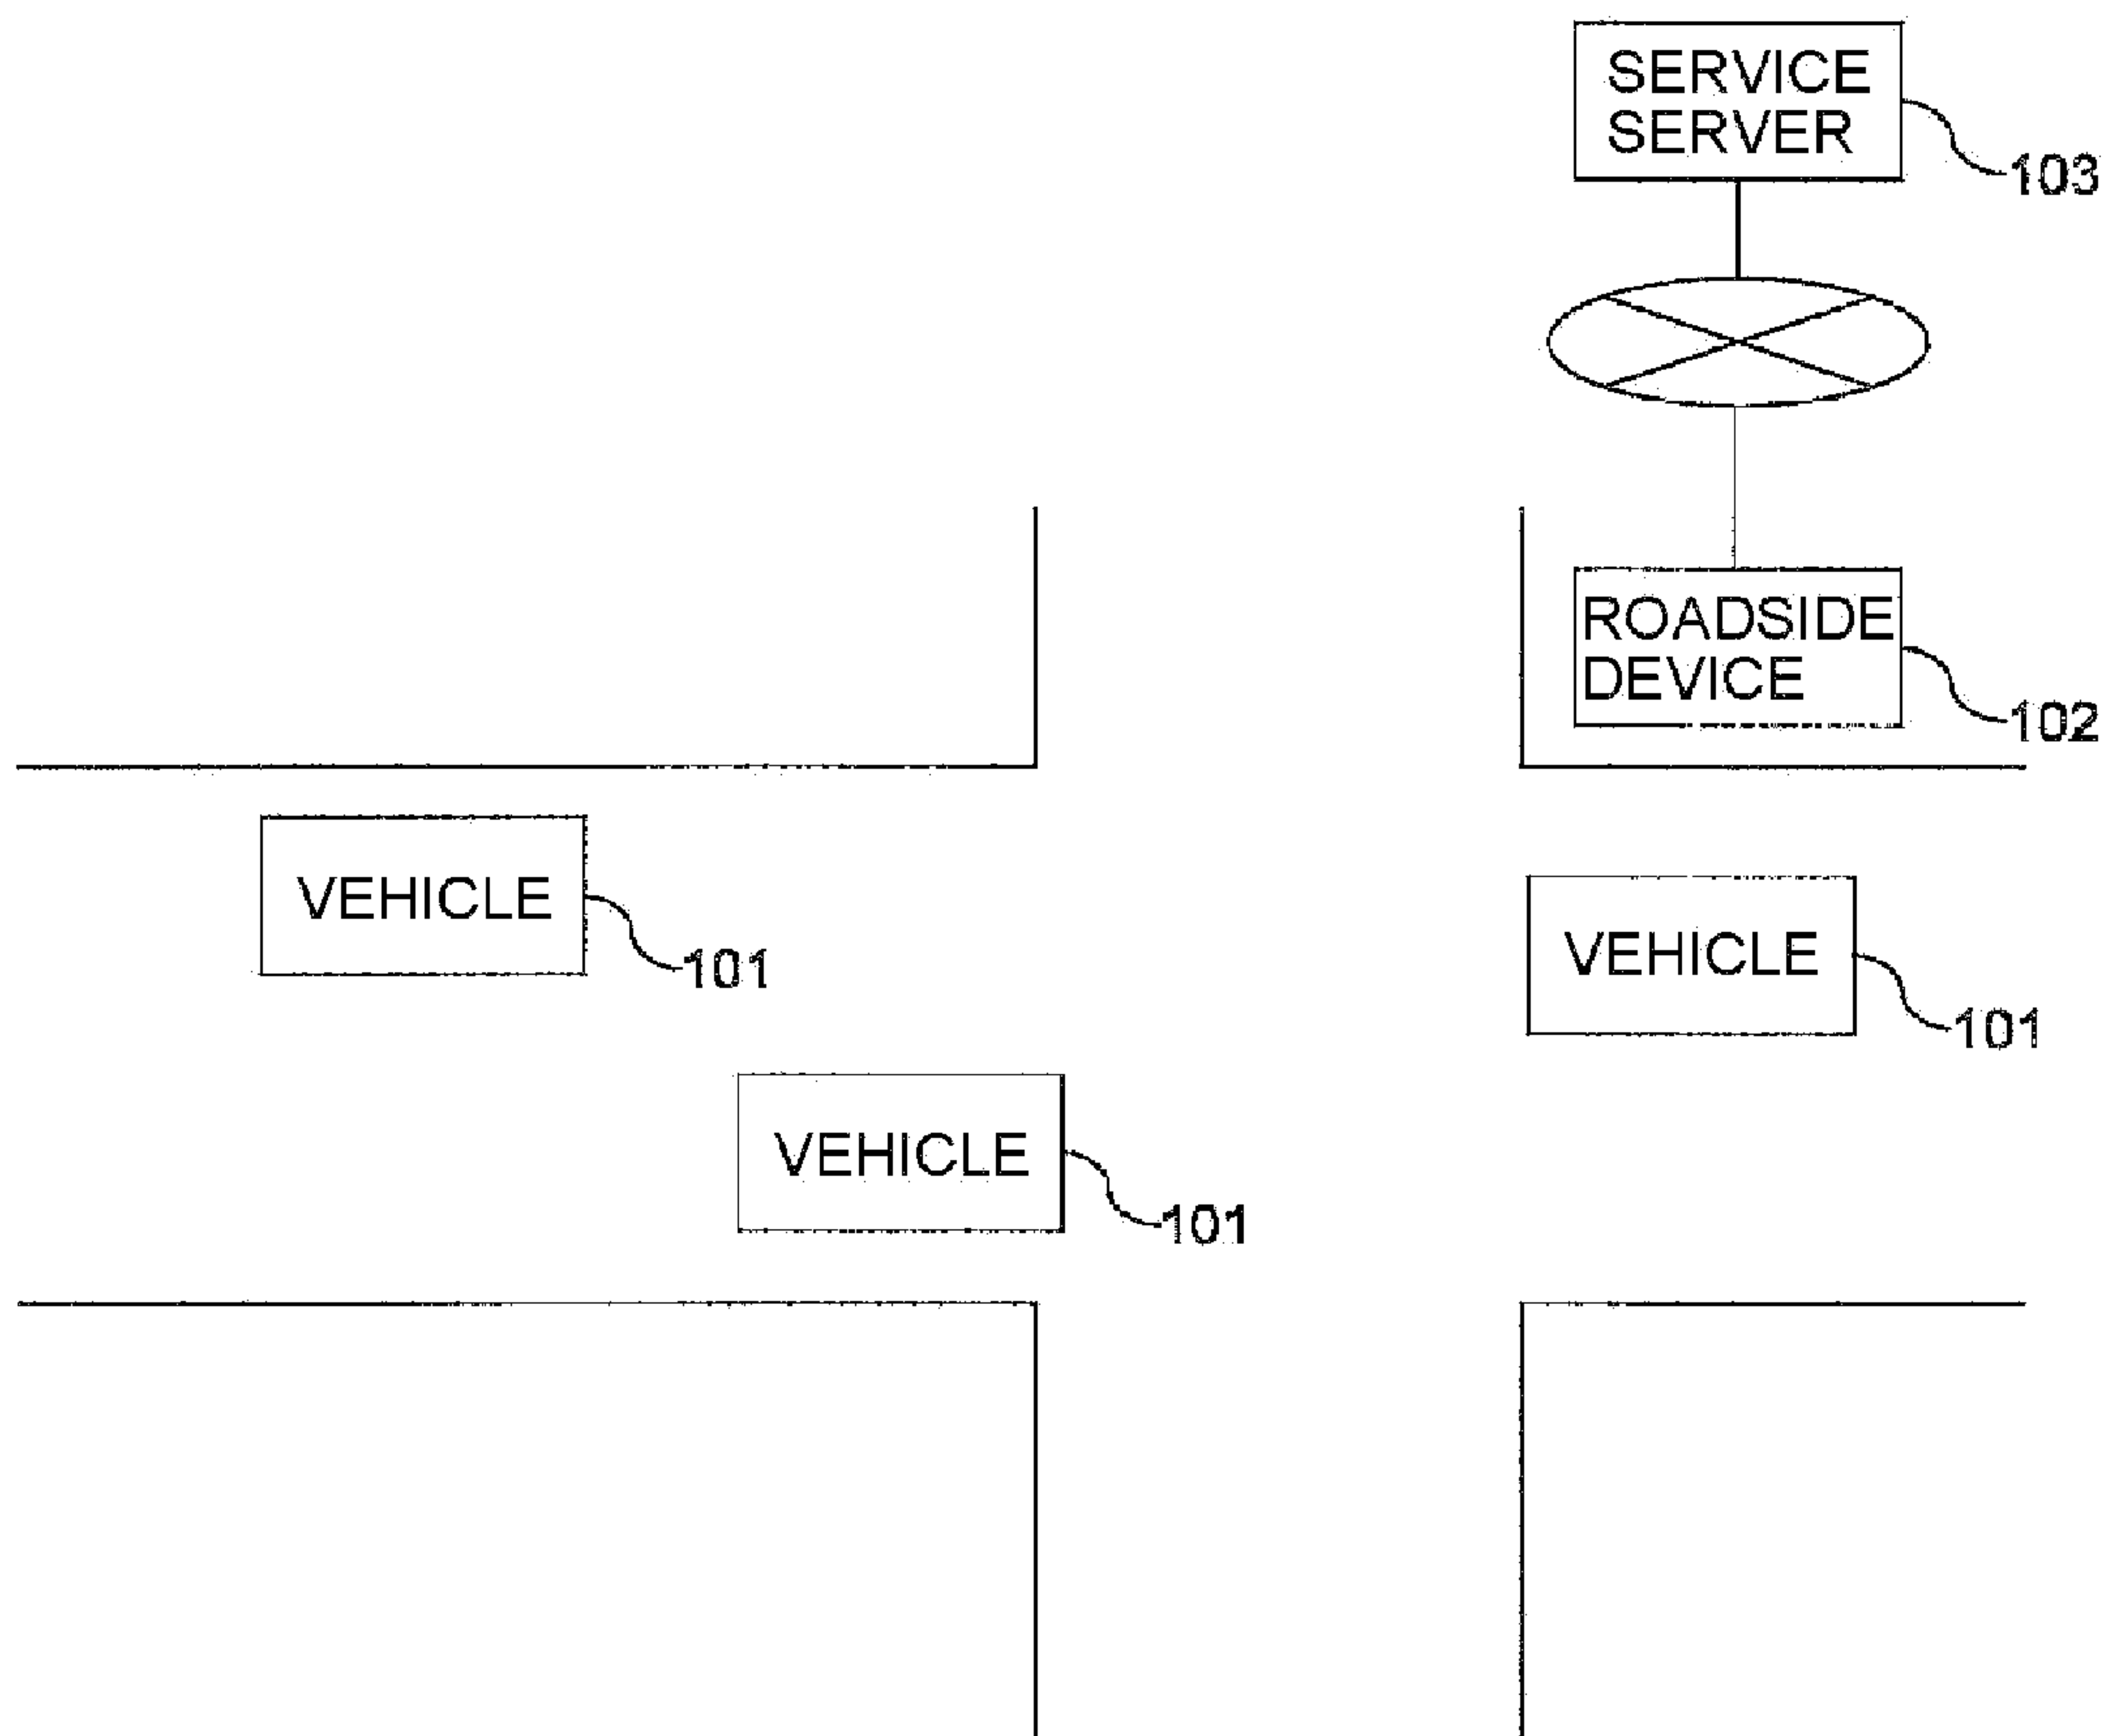 SERVICE
SERVER
103
ROADSIDE
DEVICE
102
VEHICLE
101
VEHICLE
101
VEHICLE
101